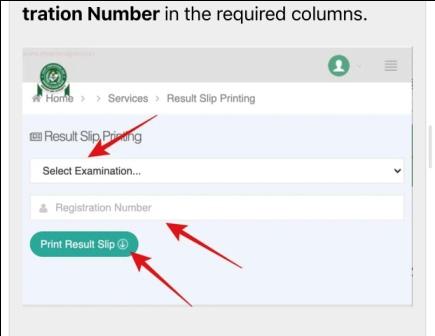 tration Number in the required columns.
Home > > Services > Result Slip Printing
Result Slip Printing
Select Examination...
Registration Number
Print Result Slip